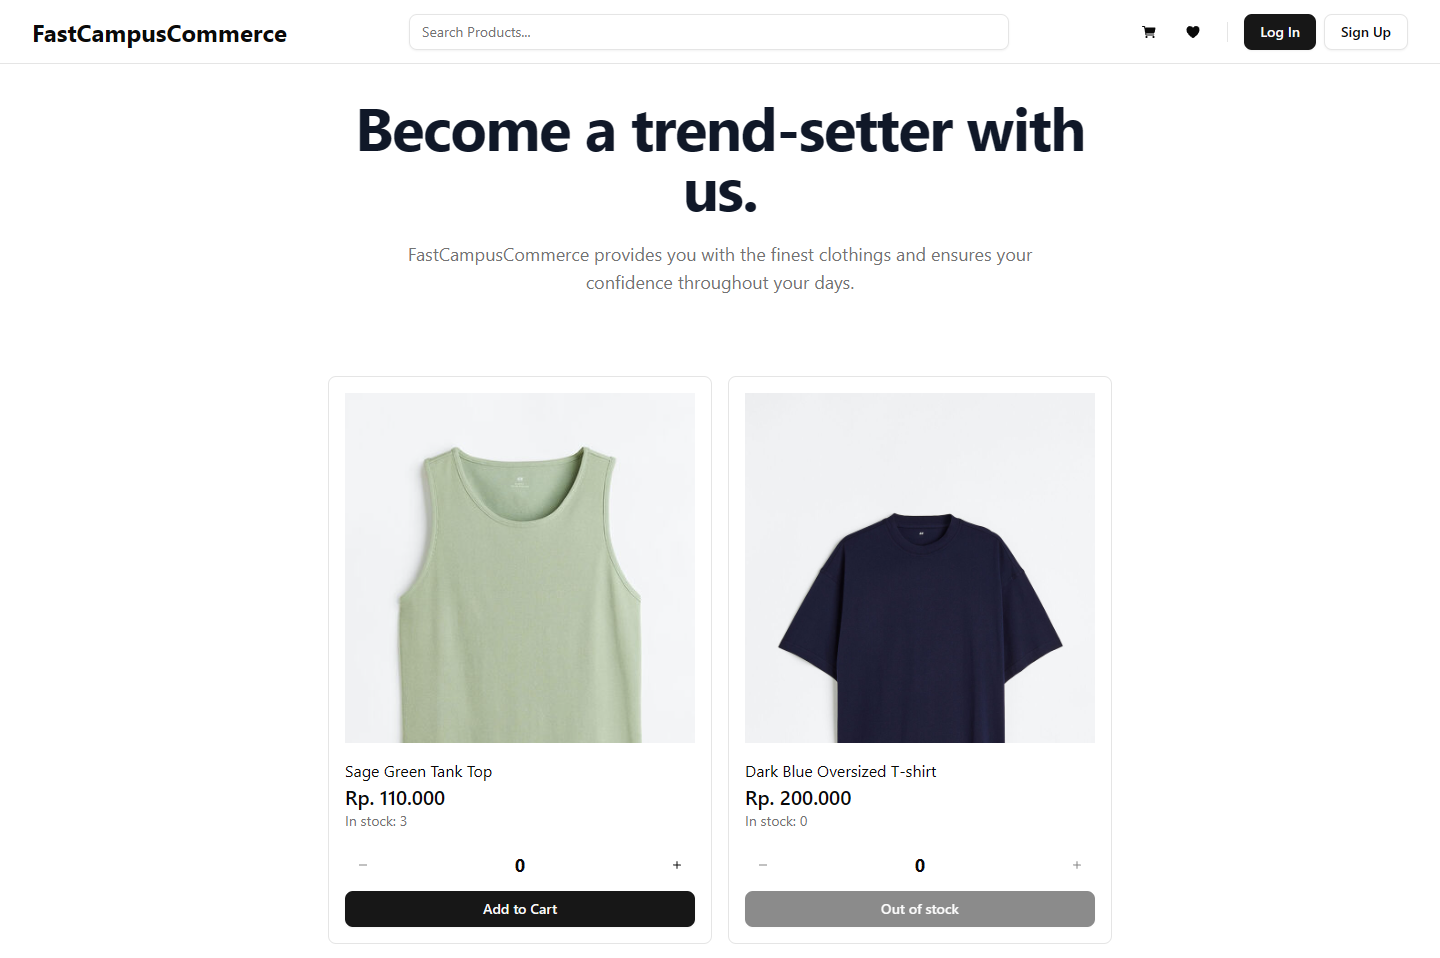 FastCampusCommerce
Search Products...
Log In
Sign Up
Become a trend-setter with
us.
FastCampusCommerce provides you with the finest clothings and ensures your
confidence throughout your days.
Sage Green Tank Top
Rp. 110.000
In stock: 3
0
Add to Cart
Dark Blue Oversized T-shirt
Rp. 200.000
In stock: 0
0
Out of stock